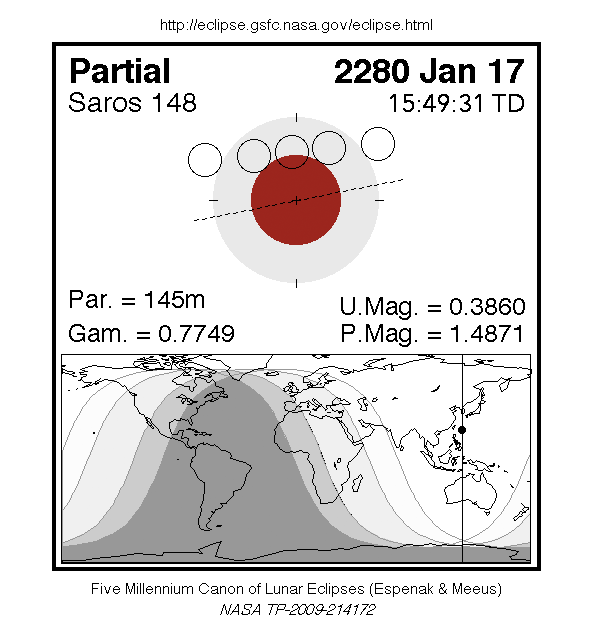 http://eclipse.gsfc.nasa.gov/eclipse.html
Partial 2280 Jan 17
Saros 148 15:49:31 TD
Par. = 145m U.Mag. = 0.3860
Gam. = 0.7749 P.Mag. = 1.4871
Five Millennium Canon of Lunar Eclipses (Espenak & Meeus)
NASA TP-2009-214172